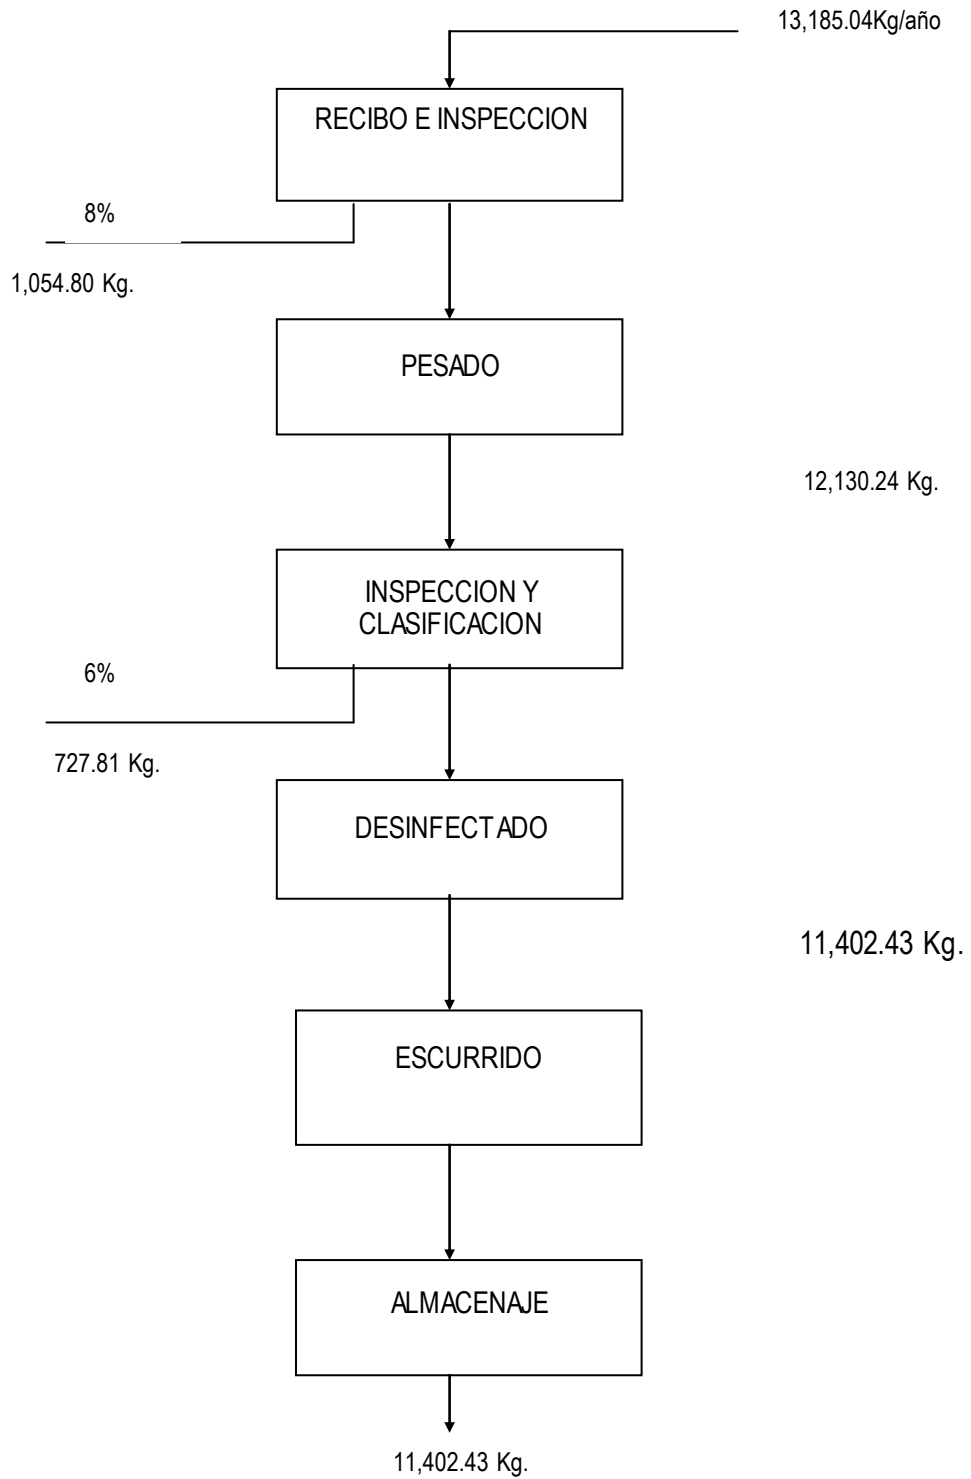 13,185.04Kg/año
RECIBO E INSPECCION
8%
1,054.80 Kg.
PESADO
12,130.24 Kg.
INSPECCION Y
CLASIFICACION
6%
727.81 Kg.
DESINFECTADO
11,402.43 Kg.
ESCURRIDO
ALMACENAJE
11,402.43 Kg.